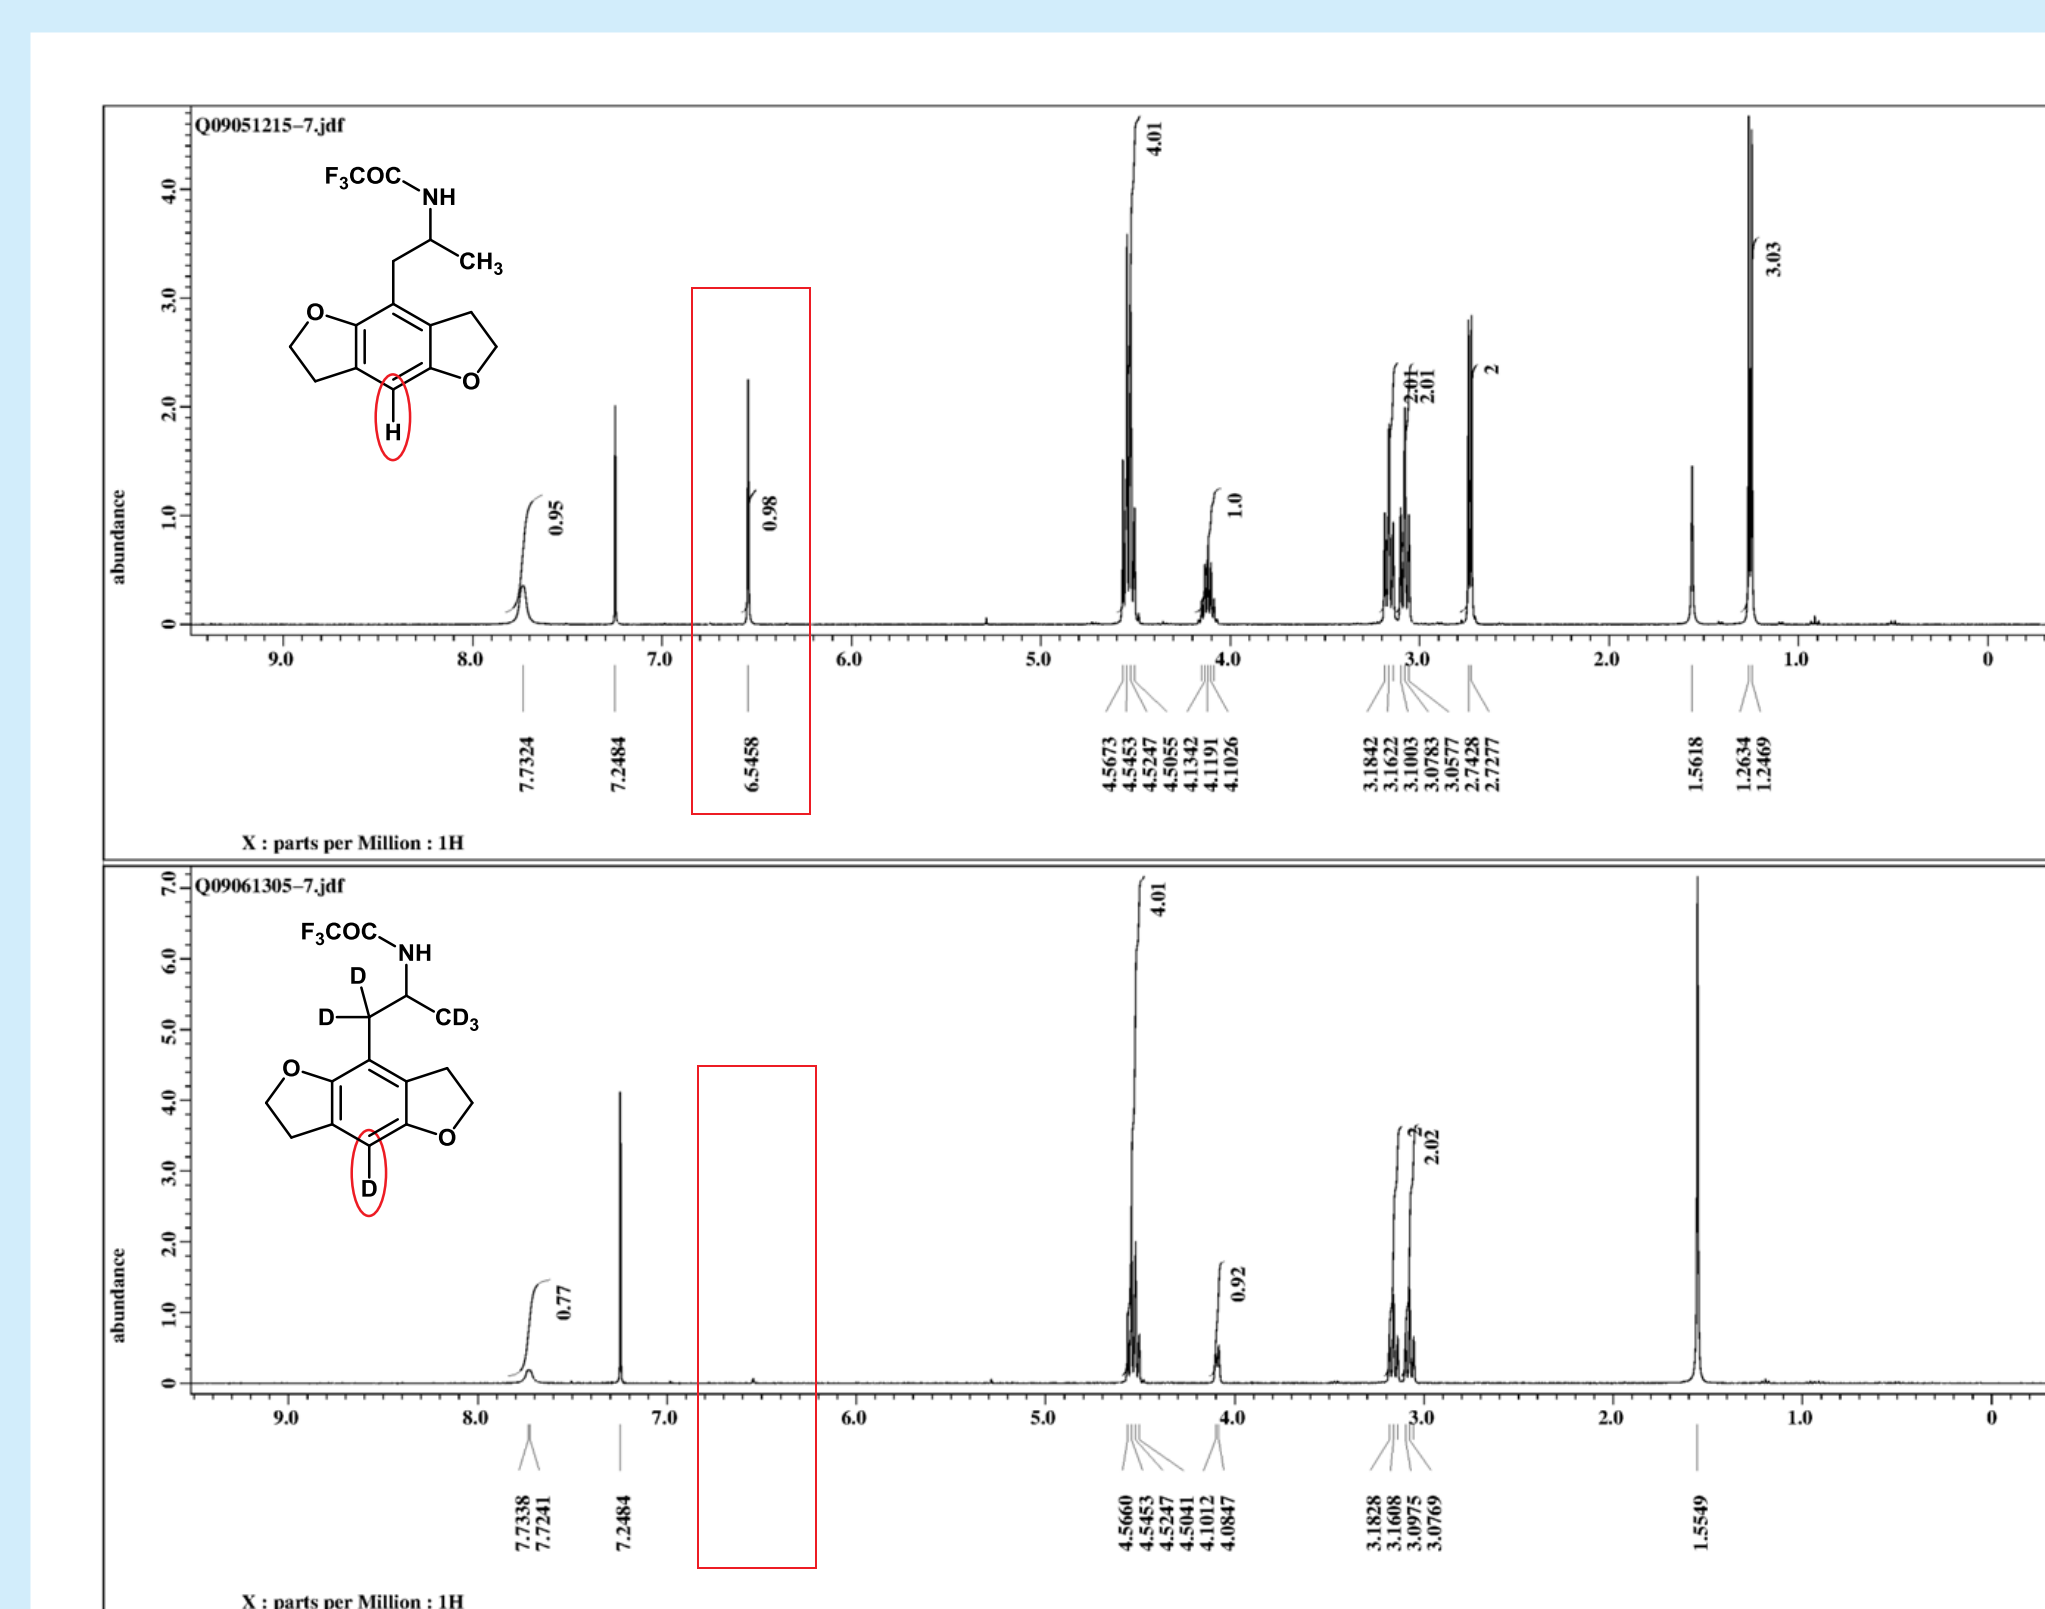 Q09051215−7.jdf
F3COC
NH
CH3
O
O
H
abundance
4.0
3.0
2.0
1.0
0
0.95
0.98
4.01
1.0
2.01
2.01
2
3.03
9.0 8.0 7.0 6.0 5.0 4.0 3.0 2.0 1.0 0
7.7324
7.2484
6.5458
4.5673
4.5453
4.5247
4.5055
4.1342
4.1191
4.1026
3.1842
3.1622
3.1003
3.0783
3.0577
2.7428
2.7277
1.5618
1.2634
1.2469
X : parts per Million : 1H
Q09061305−7.jdf
F3COC
NH
D
D
CD3
O
O
D
abundance
7.0
6.0
5.0
4.0
3.0
2.0
1.0
0
0.77
4.01
0.92
2
2.02
9.0 8.0 7.0 6.0 5.0 4.0 3.0 2.0 1.0 0
7.7338
7.7241
7.2484
4.5660
4.5453
4.5247
4.5041
4.1012
4.0847
3.1828
3.1608
3.0975
3.0769
1.5549
X : parts per Million : 1H